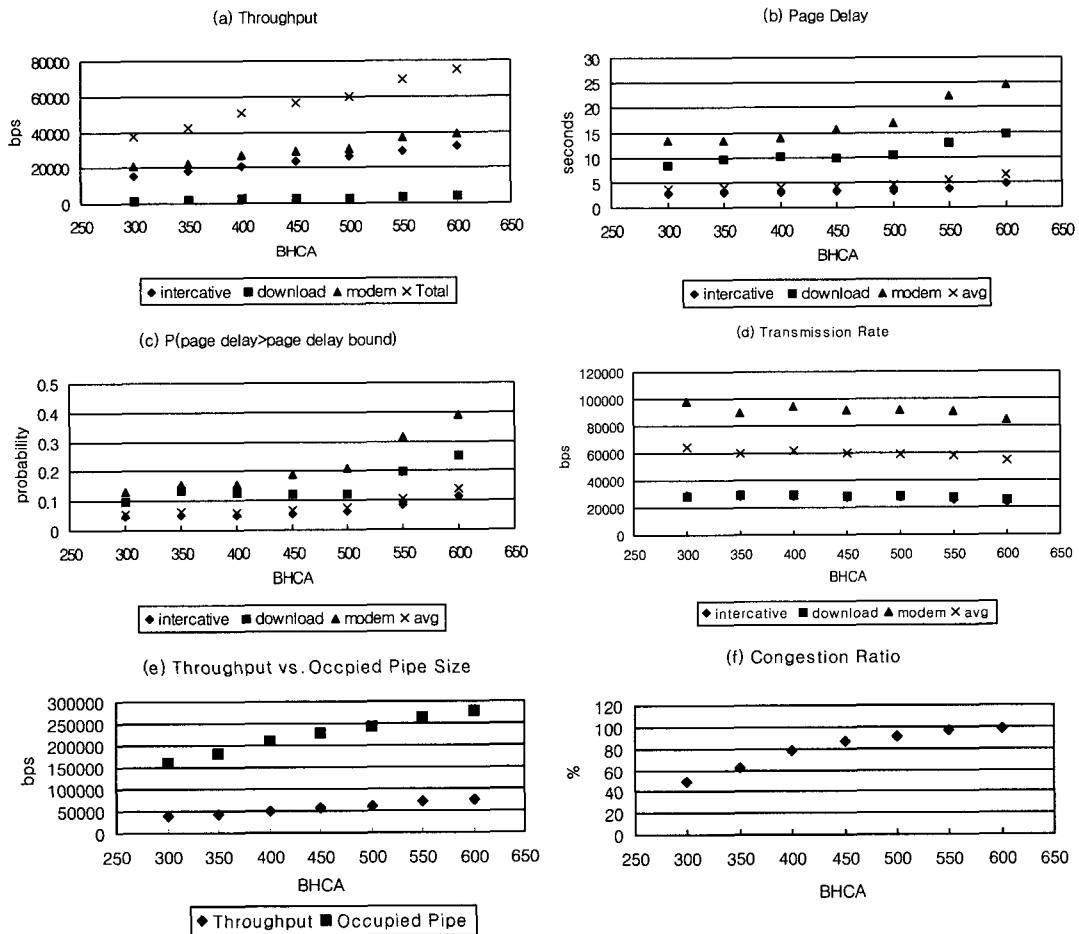 (a) Throughput
80000
60000
40000
20000
0
bps
250 300 350 400 450 500 550 600 650
BHCA
intercative download modem Total
(b) Page Delay
30
25
20
15
10
5
0
seconds
250 300 350 400 450 500 550 600 650
BHCA
intercative download modem avg
(c) P(page delay>page delay bound)
0.5
0.4
0.3
0.2
0.1
0
probability
250 300 350 400 450 500 550 600 650
BHCA
intercative download modem avg
(d) Transmission Rate
120000
100000
80000
60000
40000
20000
0
bps
250 300 350 400 450 500 550 600 650
BHCA
intercative download modem avg
(e) Throughput vs. Occpied Pipe Size
300000
250000
200000
150000
100000
50000
0
bps
250 300 350 400 450 500 550 600 650
BHCA
Throughput Occupied Pipe
(f) Congestion Ratio
120
100
80
60
40
20
0
%
250 300 350 400 450 500 550 600 650
BHCA